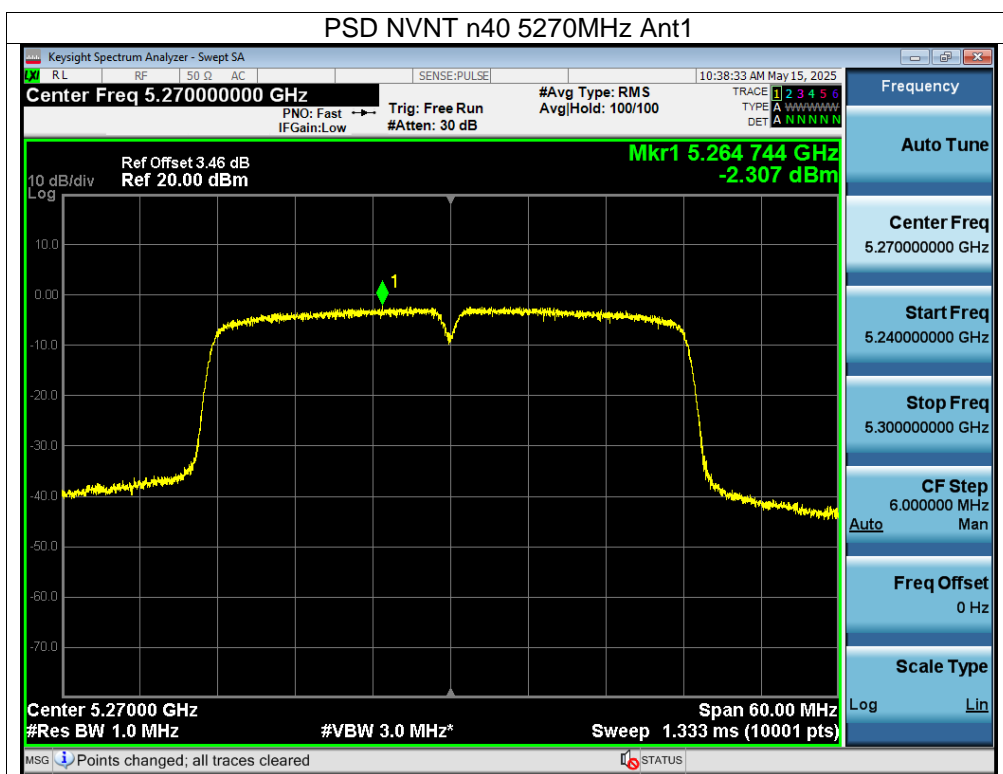 PSD NVNT n40 5270MHz Ant1
Keysight Spectrum Analyzer - Swept SA
LXI RL RF 50 Ω AC SENSE:PULSE 10:38:33 AM May 15, 2025
Center Freq 5.270000000 GHz #Avg Type: RMS TRACE 1 2 3 4 5 6
PNO: Fast Trig: Free Run Avg|Hold: 100/100 TYPE A WWWWW
IFGain:Low #Atten: 30 dB DET A N N N N N
Mkr1 5.264 744 GHz
Ref Offset 3.46 dB
10 dB/div Ref 20.00 dBm -2.307 dBm
Log
1
10.0
0.00
-10.0
-20.0
-30.0
-40.0
-50.0
-60.0
-70.0
Center 5.27000 GHz Span 60.00 MHz
#Res BW 1.0 MHz #VBW 3.0 MHz* Sweep 1.333 ms (10001 pts)
MSG Points changed; all traces cleared STATUS
Frequency
Auto Tune
Center Freq
5.270000000 GHz
Start Freq
5.240000000 GHz
Stop Freq
5.300000000 GHz
CF Step
6.000000 MHz
Auto Man
Freq Offset
0 Hz
Scale Type
Log Lin